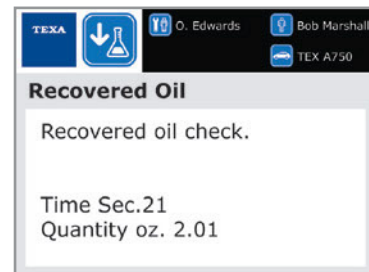 TEXA
O. Edwards
Bob Marshall
TEX A750
Recovered Oil
Recovered oil check.
Time Sec.21
Quantity oz. 2.01